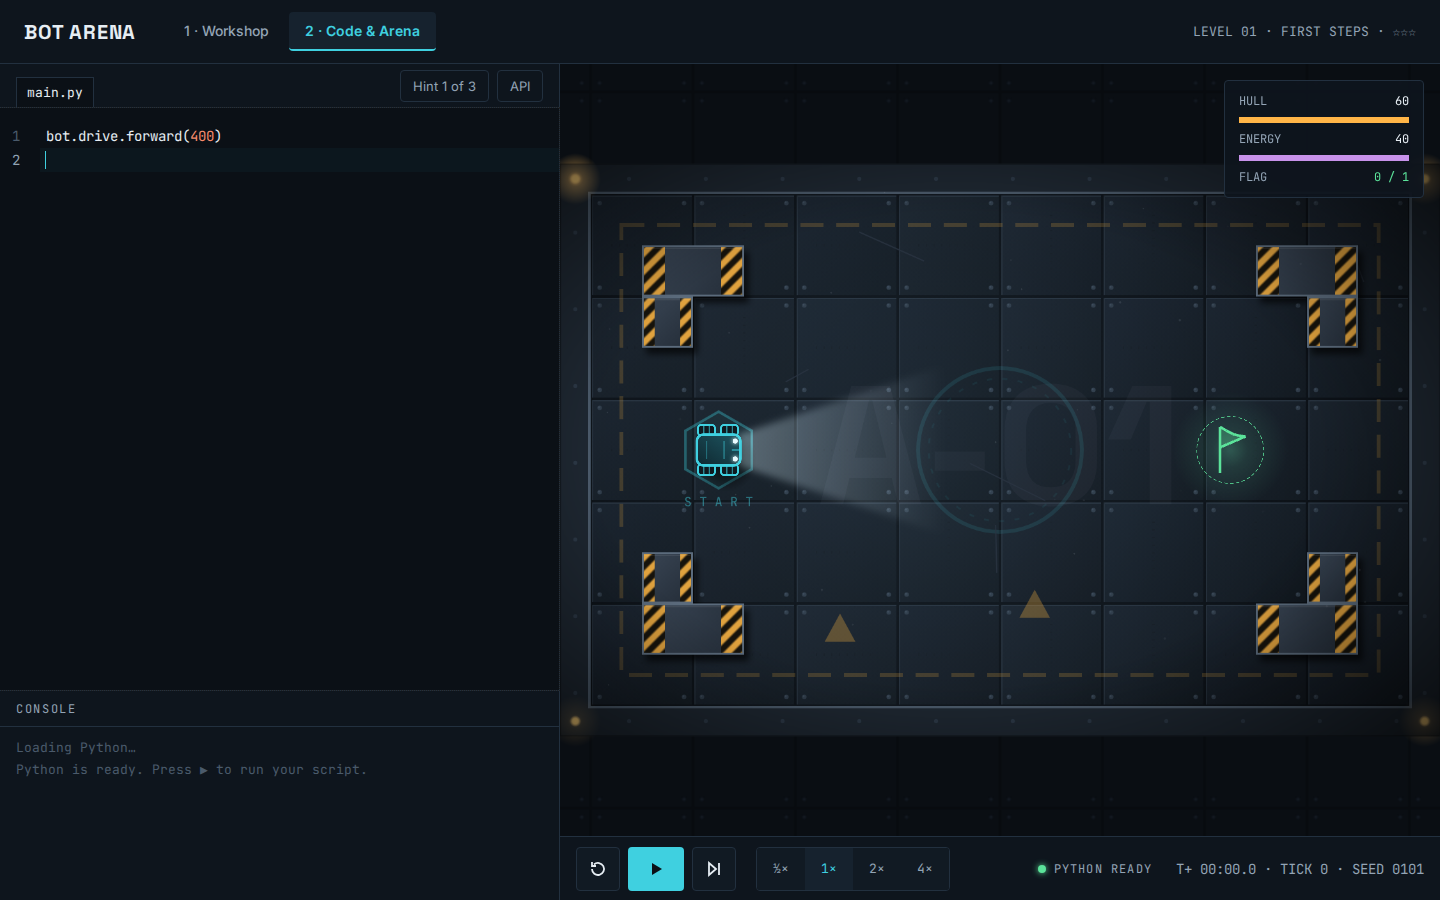 BOT ARENA
1 · Workshop
2 · Code & Arena
LEVEL 01 · FIRST STEPS · ☆☆☆
main.py
Hint 1 of 3
API
1 bot.drive.forward(400)
2
CONSOLE
Loading Python…
Python is ready. Press ▶ to run your script.
HULL 60
ENERGY 40
FLAG 0 / 1
A-01
START
½×
1×
2×
4×
PYTHON READY
T+ 00:00.0 · TICK 0 · SEED 0101